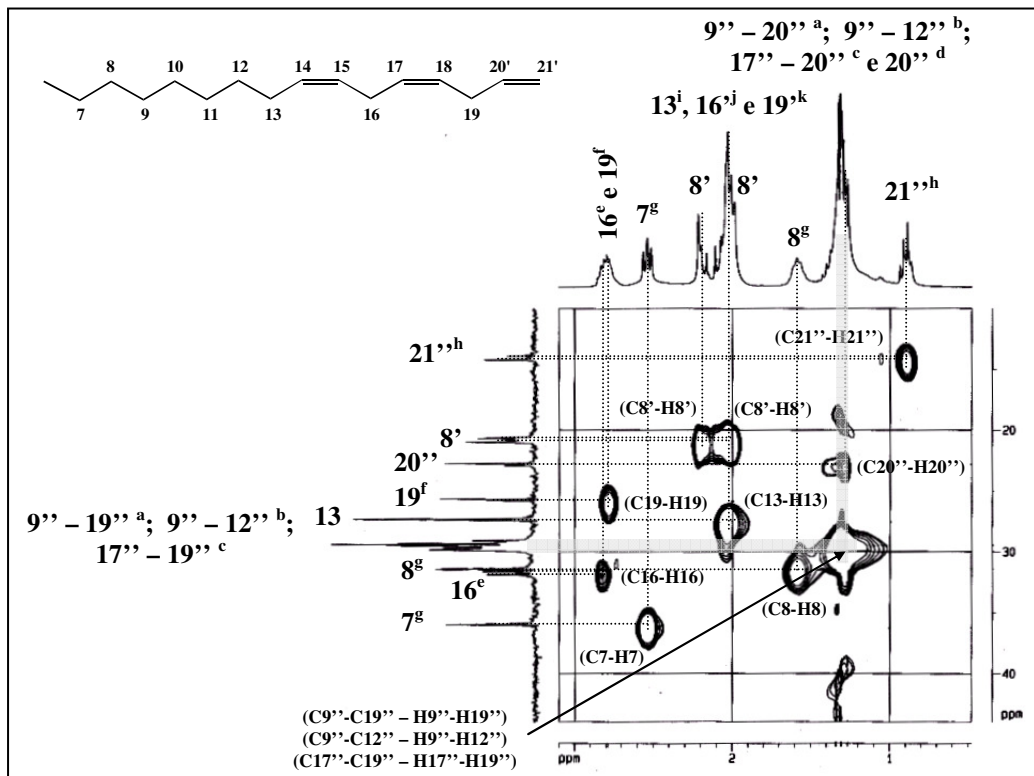 9’’ – 20’’ ᵃ; 9’’ – 12’’ ᵇ;
17’’ – 20’’ ᶜ e 20’’ ᵈ
8 10 12 14 15 17 18 20' 21'
7 9 11 13 16 19
13ⁱ, 16’ʲ e 19’ᵏ
16ᵉ e 19ᶠ
7ᵍ
8’
8’
8ᵍ
21’’ʰ
21’’ʰ
(C21’’-H21’’)
(C8’-H8’)
(C8’-H8’)
8’
20’’
(C20’’-H20’’)
19ᶠ
(C19-H19)
(C13-H13)
13
9’’ – 19’’ ᵃ; 9’’ – 12’’ ᵇ;
17’’ – 19’’ ᶜ
8ᵍ
16ᵉ
(C16-H16)
(C8-H8)
7ᵍ
(C7-H7)
20
30
40
ppm
(C9’’-C19’’ – H9’’-H19’’)
(C9’’-C12’’ – H9’’-H12’’)
(C17’’-C19’’ – H17’’-H19’’)
ppm 2 1